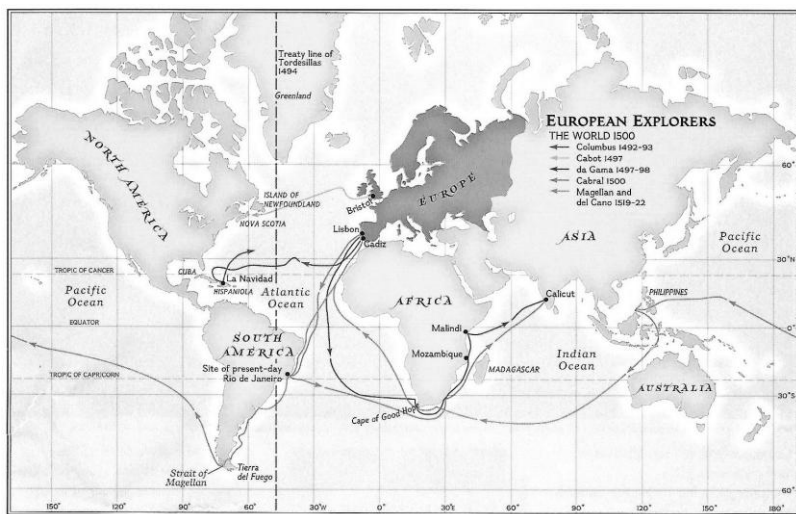 Treaty line of
Tordesillas
1494
Greenland
EUROPEAN EXPLORERS
THE WORLD 1500
Columbus 1492–93
Cabot 1497
da Gama 1497–98
Cabral 1500
Magellan and
del Cano 1519–22
NORTH AMERICA
60°
ISLAND OF
NEWFOUNDLAND
NOVA SCOTIA
Bristol
EUROPE
Lisbon
Cadiz
ASIA
Pacific
Ocean
30°N
TROPIC OF CANCER
CUBA
La Navidad
HISPANIOLA
Atlantic
Ocean
Pacific
Ocean
AFRICA
Calicut
PHILIPPINES
EQUATOR
0°
SOUTH
AMERICA
Malindi
Mozambique
Indian
Ocean
MADAGASCAR
TROPIC OF CAPRICORN
Site of present-day
Rio de Janeiro
AUSTRALIA
30°S
Cape of Good Hope
Strait of
Magellan
Tierra
del Fuego
60°
150° 120° 90° 60° 30°W 0° 30°E 60° 90° 120° 150° 180°